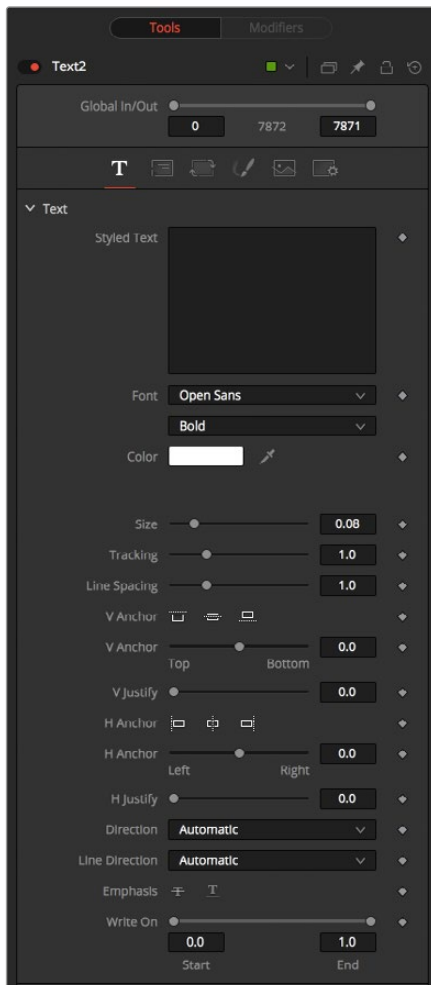 Tools Modifiers
Text2
Global In/Out
0 7872 7871
T
Text
Styled Text
Font Open Sans
Bold
Color
Size 0.08
Tracking 1.0
Line Spacing 1.0
V Anchor
V Anchor 0.0
Top Bottom
V Justify 0.0
H Anchor
H Anchor 0.0
Left Right
H Justify 0.0
Direction Automatic
Line Direction Automatic
Emphasis T T
Write On
0.0 1.0
Start End